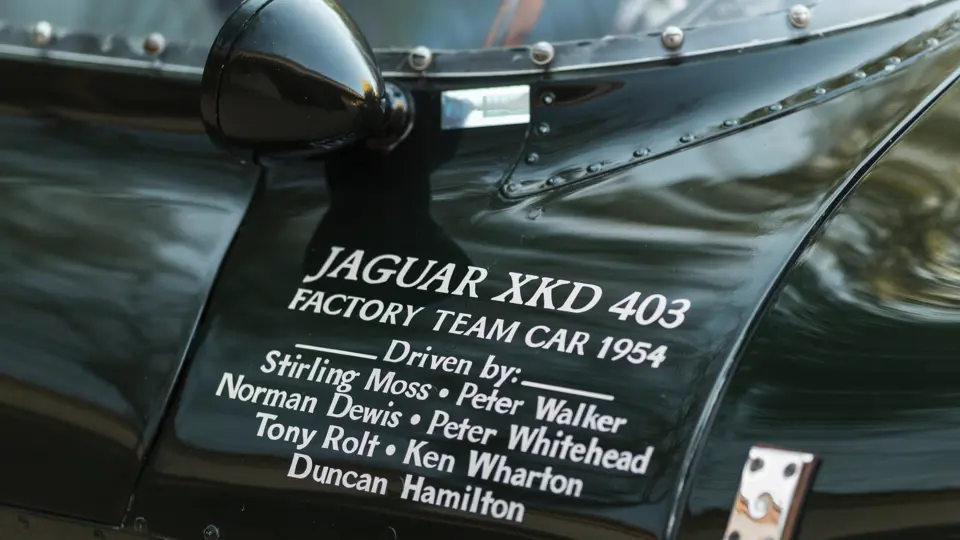 JAGUAR XKD 403
FACTORY TEAM CAR 1954
Driven by:
Stirling Moss • Peter Walker
Norman Dewis • Peter Whitehead
Tony Rolt • Ken Wharton
Duncan Hamilton